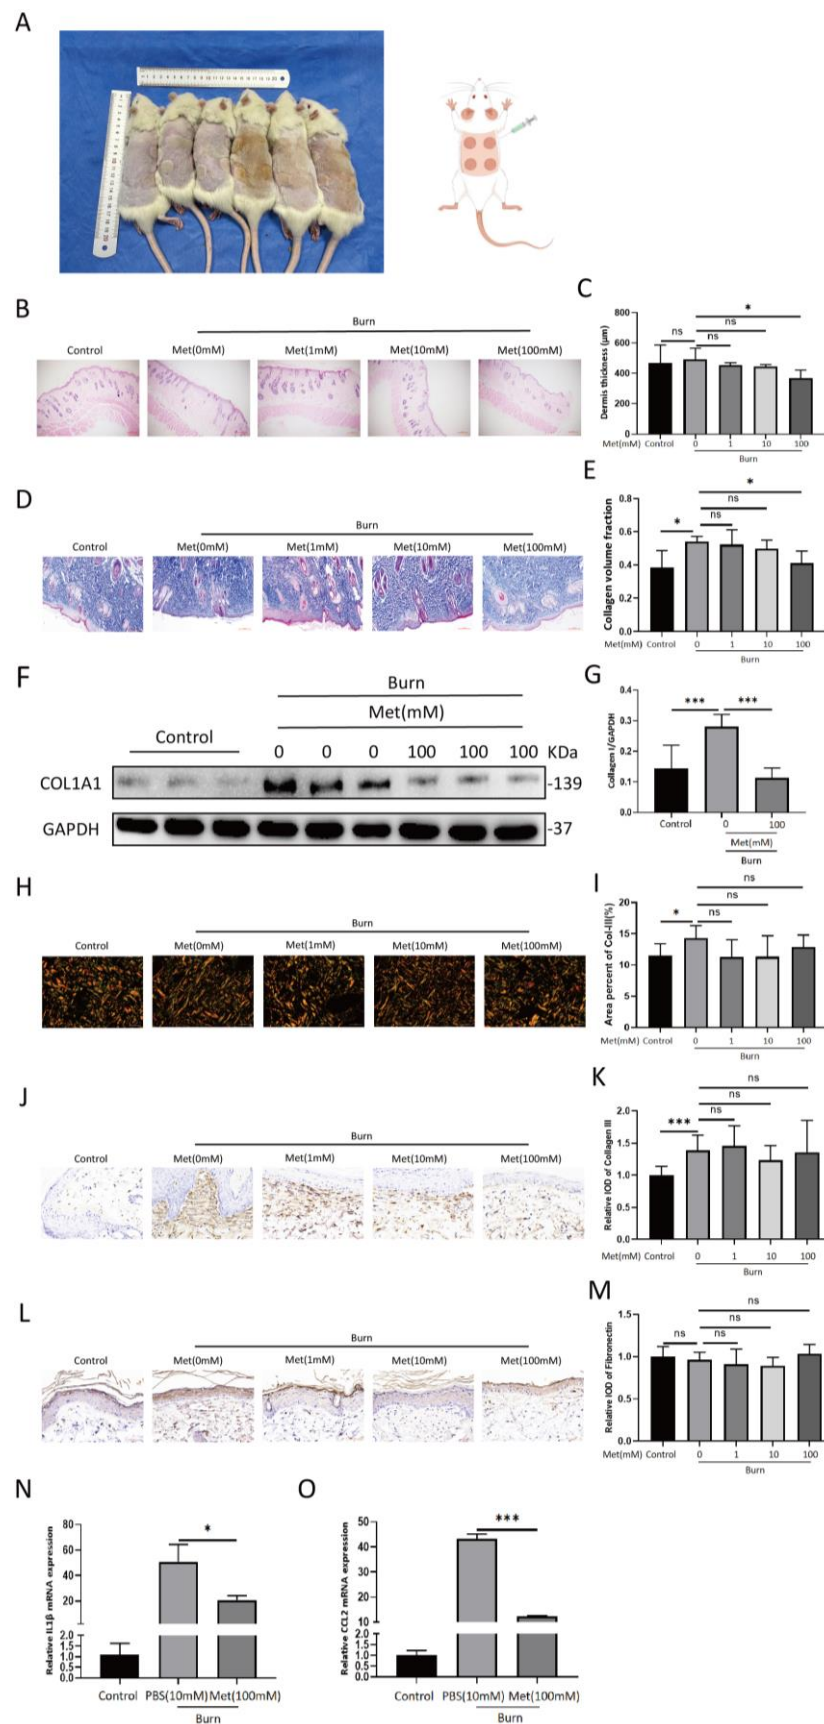 A
B
Burn
Control Met(0mM) Met(1mM) Met(10mM) Met(100mM)
C
Dermis thickness (μm)
800
600
400
200
0
*
ns
ns
ns
Met(mM) Control 0 1 10 100
Burn
D
Burn
Control Met(0mM) Met(1mM) Met(10mM) Met(100mM)
E
Collagen volume fraction
0.8
0.6
0.4
0.2
0.0
*
ns
* ns
Met(mM) Control 0 1 10 100
Burn
F
Burn
Met(mM)
Control
0 0 0 100 100 100 KDa
COL1A1 -139
GAPDH -37
G
Collagen I/GAPDH
0.4
0.3
0.2
0.1
0.0
*** ***
Control 0 100
Met(mM)
Burn
H
Burn
Control Met(0mM) Met(1mM) Met(10mM) Met(100mM)
I
Area percent of Col-III(%)
20
15
10
5
0
ns
ns
* ns
Met(mM) Control 0 1 10 100
Burn
J
Burn
Control Met(0mM) Met(1mM) Met(10mM) Met(100mM)
K
Relative IOD of Collagen III
2.0
1.5
1.0
0.5
0.0
ns
ns
*** ns
Met(mM) Control 0 1 10 100
Burn
L
Burn
Control Met(0mM) Met(1mM) Met(10mM) Met(100mM)
M
Relative IOD of Fibronectin
1.5
1.0
0.5
0.0
ns
ns
ns ns
Met(mM) Control 0 1 10 100
Burn
N
Relative IL1β mRNA expression
80
60
40
20
2.0
1.5
1.0
0.5
0.0
*
Control PBS(10mM) Met(100mM)
Burn
O
Relative CCL2 mRNA expression
50
40
30
20
10
2.0
1.5
1.0
0.5
0.0
***
Control PBS(10mM) Met(100mM)
Burn